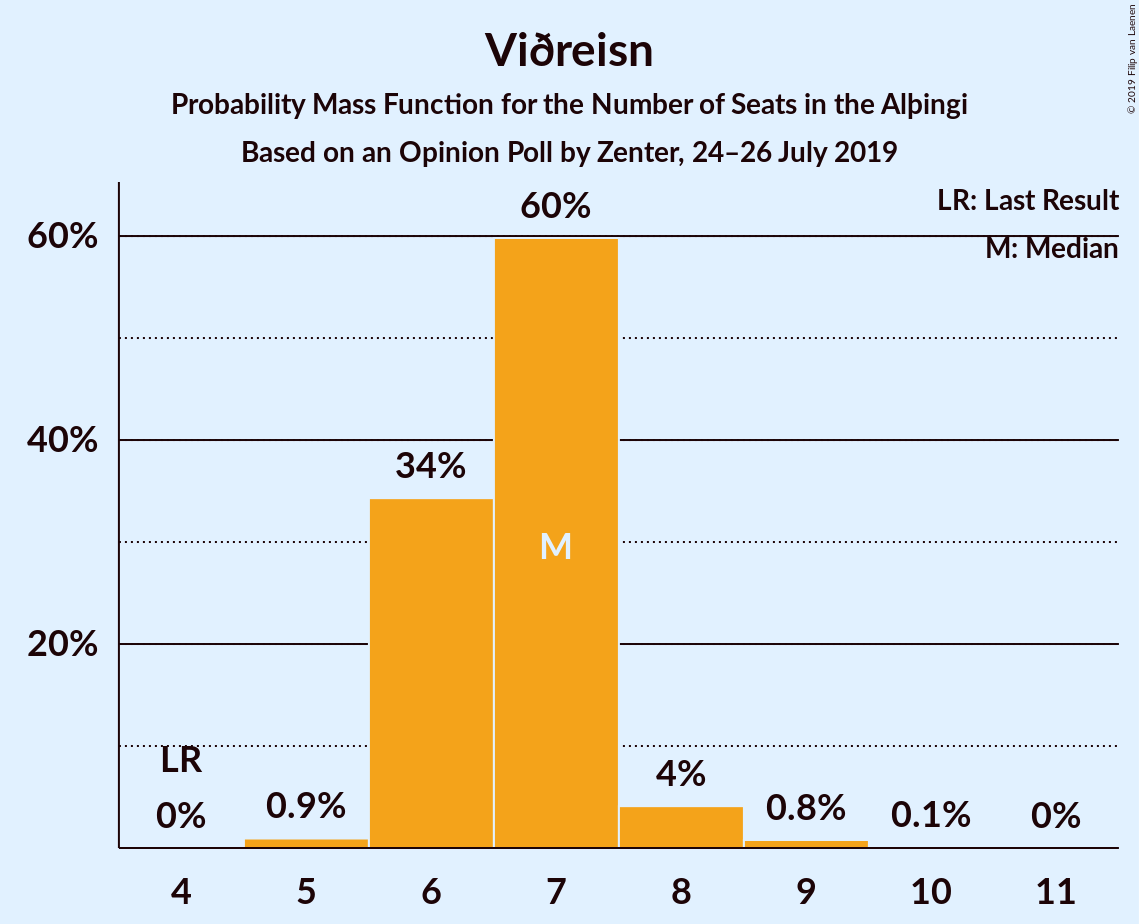 Viðreisn
Probability Mass Function for the Number of Seats in the Alþingi
Based on an Opinion Poll by Zenter, 24–26 July 2019
© 2019 Filip van Laenen
LR: Last Result
M: Median
60%
60%
40%
34%
M
20%
LR
0%
0.9%
4%
0.8%
0.1%
0%
4 5 6 7 8 9 10 11